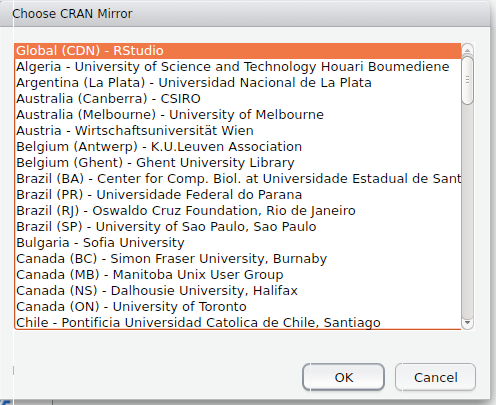 Choose CRAN Mirror
Global (CDN) - RStudio
Algeria - University of Science and Technology Houari Boumediene
Argentina (La Plata) - Universidad Nacional de La Plata
Australia (Canberra) - CSIRO
Australia (Melbourne) - University of Melbourne
Austria - Wirtschaftsuniversität Wien
Belgium (Antwerp) - K.U.Leuven Association
Belgium (Ghent) - Ghent University Library
Brazil (BA) - Center for Comp. Biol. at Universidade Estadual de Sant
Brazil (PR) - Universidade Federal do Parana
Brazil (RJ) - Oswaldo Cruz Foundation, Rio de Janeiro
Brazil (SP) - University of Sao Paulo, Sao Paulo
Bulgaria - Sofia University
Canada (BC) - Simon Fraser University, Burnaby
Canada (MB) - Manitoba Unix User Group
Canada (NS) - Dalhousie University, Halifax
Canada (ON) - University of Toronto
Chile - Pontificia Universidad Catolica de Chile, Santiago
OK
Cancel